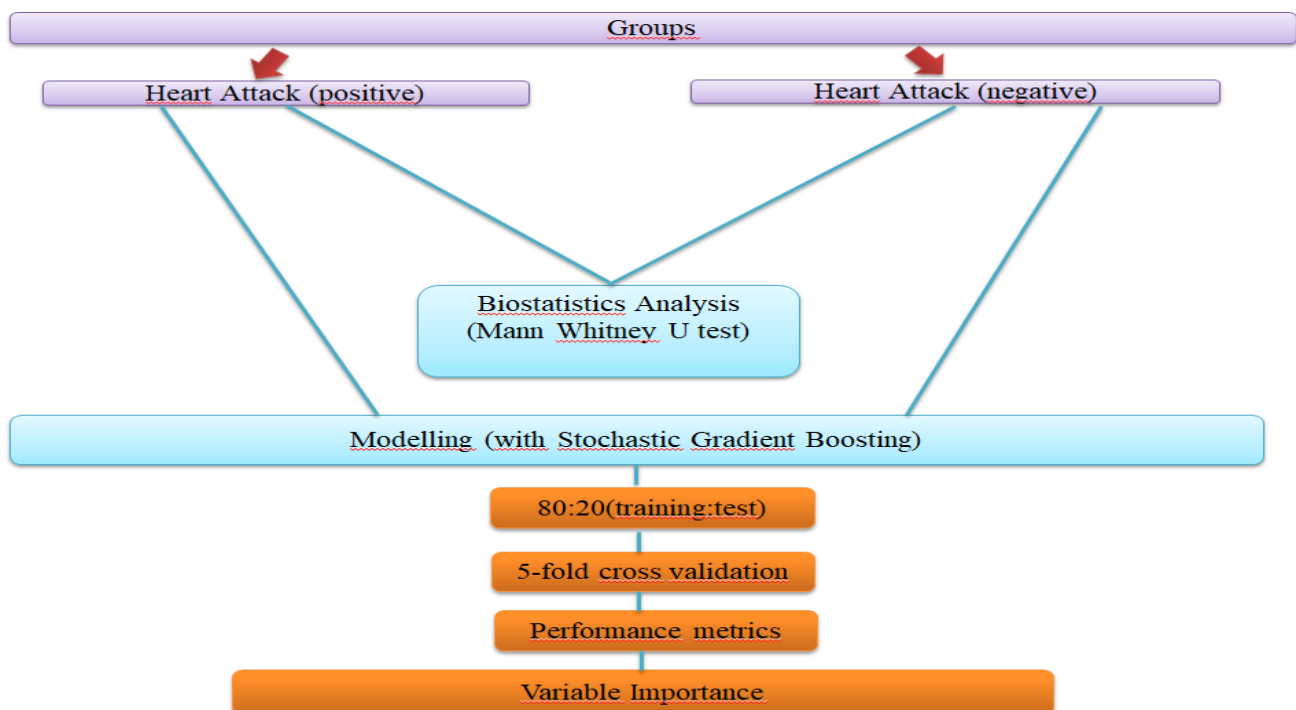 Groups
Heart Attack (positive)
Heart Attack (negative)
Biostatistics Analysis
(Mann Whitney U test)
Modelling (with Stochastic Gradient Boosting)
80:20(training:test)
5-fold cross validation
Performance metrics
Variable Importance